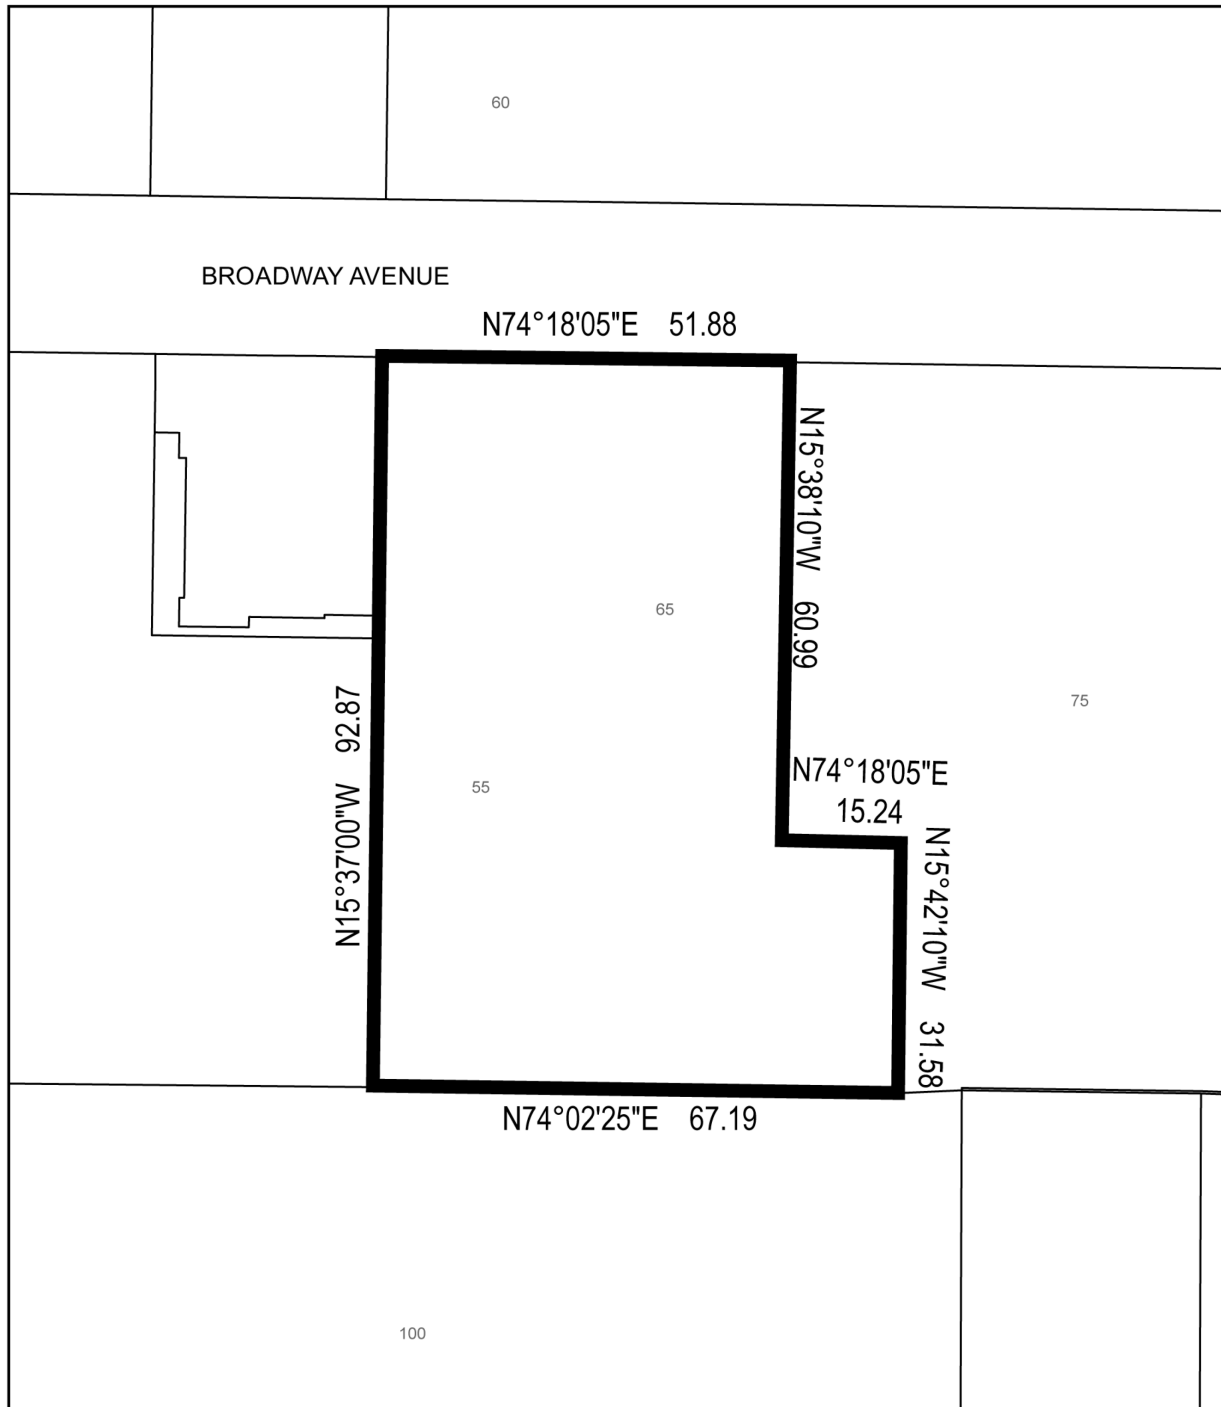 60
BROADWAY AVENUE
N74°18'05"E 51.88
N15°38'10"W 60.99
65
75
N15°37'00"W 92.87
55
N74°18'05"E
15.24
N15°42'10"W 31.58
N74°02'25"E 67.19
100